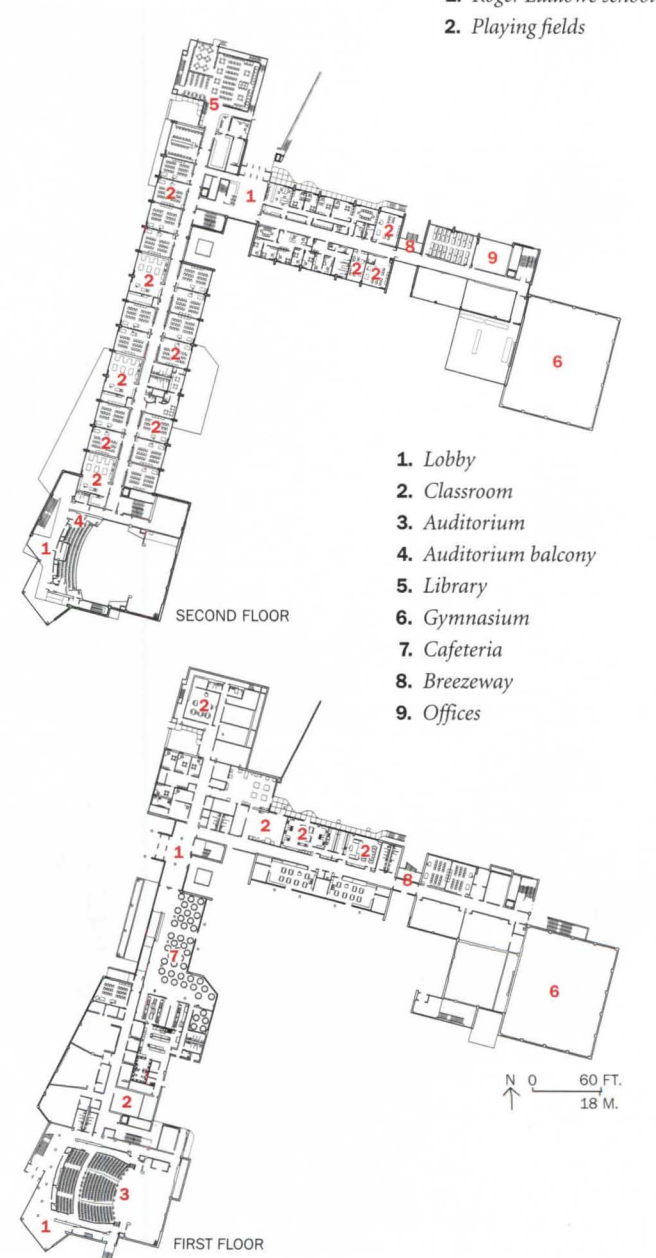 2. Playing fields
5
1
2
2
8
9
2
2
2
6
2
2
2
2
2
4
1
SECOND FLOOR
1. Lobby
2. Classroom
3. Auditorium
4. Auditorium balcony
5. Library
6. Gymnasium
7. Cafeteria
8. Breezeway
9. Offices
2
2
2
1
2
8
7
6
N 0 60 FT.
18 M.
2
3
1
FIRST FLOOR